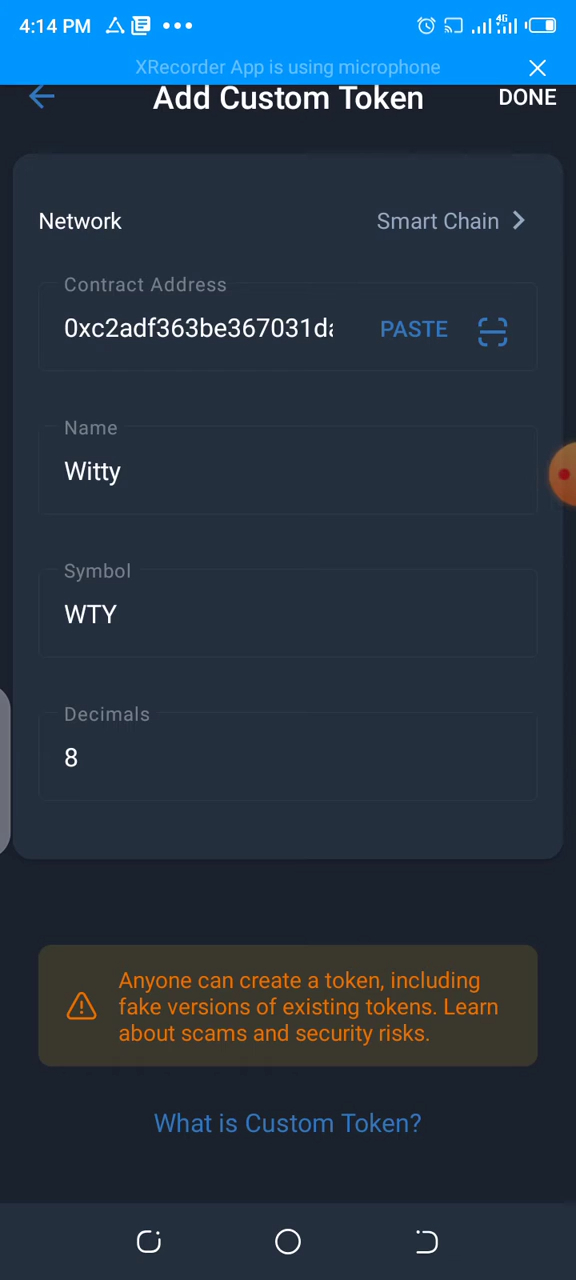 4:14 PM
4G
XRecorder App is using microphone
Add Custom Token
DONE
Network
Smart Chain
Contract Address
0xc2adf363be367031da
PASTE
Name
Witty
Symbol
WTY
Decimals
8
Anyone can create a token, including
fake versions of existing tokens. Learn
about scams and security risks.
What is Custom Token?